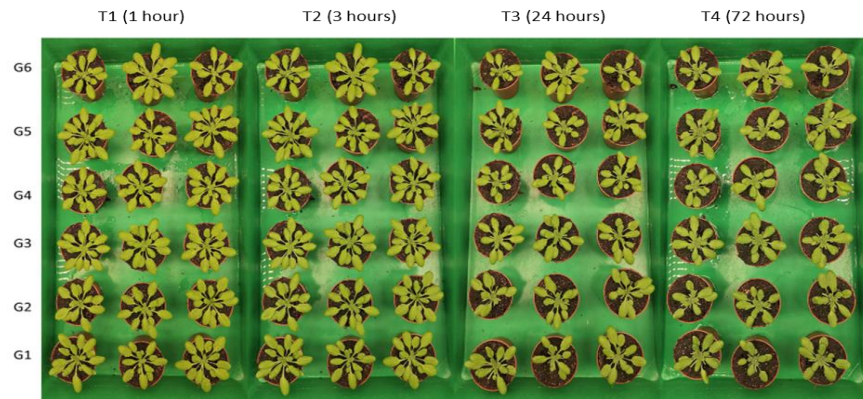 T1 (1 hour) T2 (3 hours) T3 (24 hours) T4 (72 hours)
G6
G5
G4
G3
G2
G1